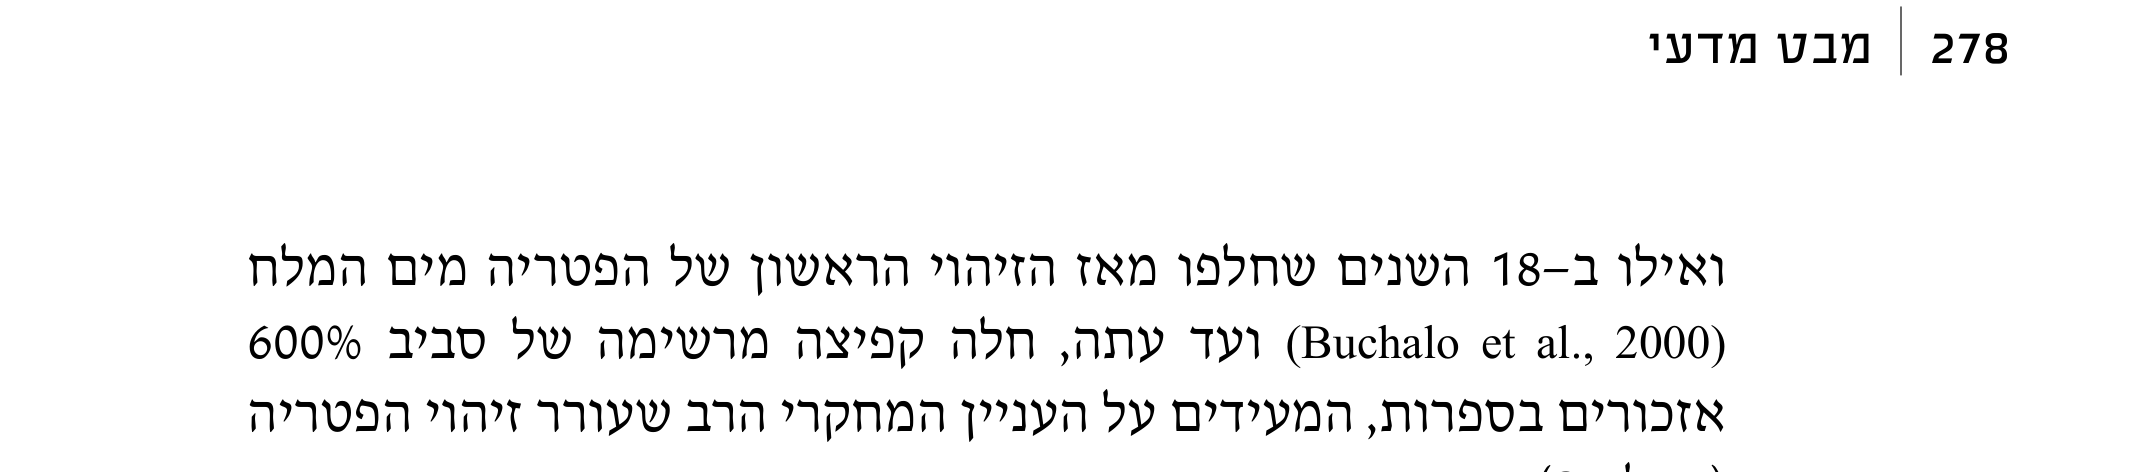 278 | מבט מדעי
ואילו ב–18 השנים שחלפו מאז הזיהוי הראשון של הפטריה מים המלח
(Buchalo et al., 2000) ועד עתה, חלה קפיצה מרשימה של סביב 600%
אזכורים בספרות, המעידים על העניין המחקרי הרב שעורר זיהוי הפטריה